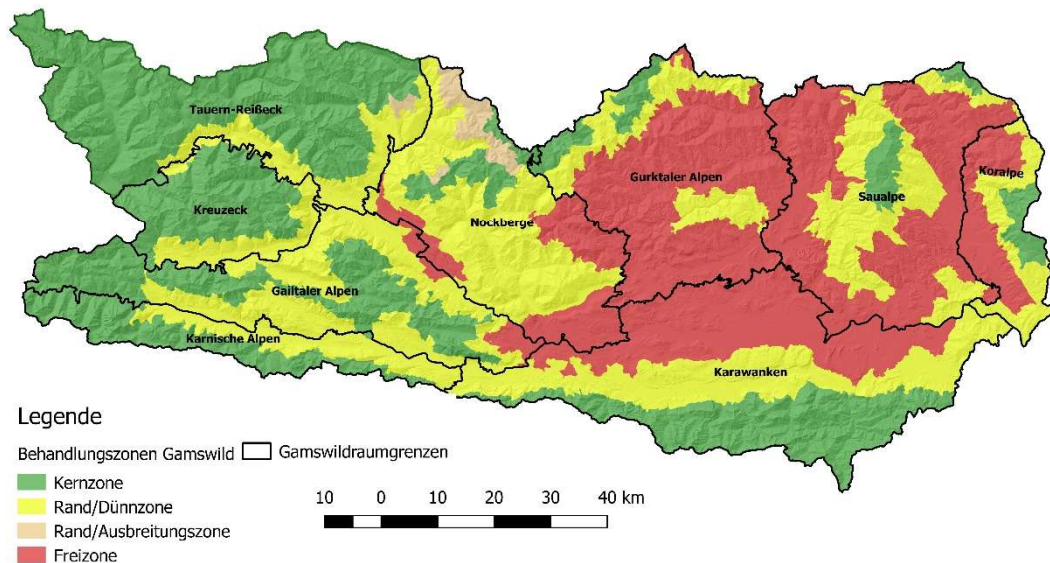 Tauern-Reißeck
Kreuzeck
Gailtaler Alpen
Karnische Alpen
Nockberge
Gurktaler Alpen
Saualpe
Koralpe
Karawanken
Legende
Behandlungszonen Gamswild Gamswildraumgrenzen
Kernzone
Rand/Dünnzone
Rand/Ausbreitungszone
Freizone
10 0 10 20 30 40 km